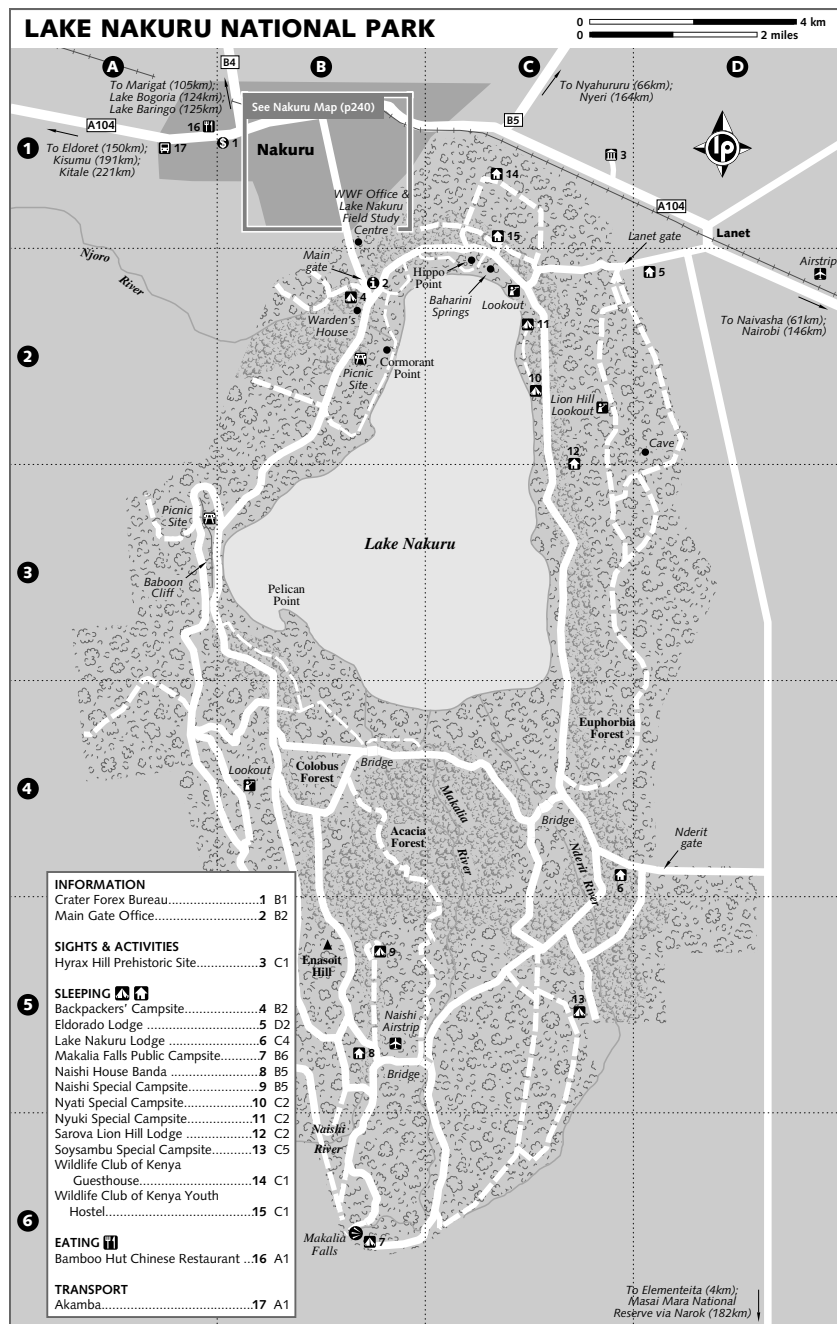 LAKE NAKURU NATIONAL PARK
0 4 km
0 2 miles
A
B
C
D
B4
To Marigat (105km);
Lake Bogoria (124km);
Lake Baringo (125km)
To Nyahururu (66km);
Nyeri (164km)
See Nakuru Map (p240)
A104
16
B5
1
17
1
Nakuru
3
To Eldoret (150km);
Kisumu (191km);
Kitale (221km)
lp
14
WWF Office &
Lake Nakuru
Field Study
Centre
A104
15
Lanet
Lanet gate
Njoro
River
Main
gate
Hippo
Point
Airstrip
2
5
4
Baharini
Springs
Lookout
Warden's
House
11
To Naivasha (61km);
Nairobi (146km)
2
Picnic
Site
Cormorant
Point
10
Lion Hill
Lookout
12
Cave
Picnic
Site
Lake Nakuru
3
Baboon
Cliff
Pelican
Point
Euphorbia
Forest
Colobus
Forest
Bridge
Lookout
4
Makalia
River
Acacia
Forest
Bridge
Nderit
gate
Nderit River
6
INFORMATION
Crater Forex Bureau 1 B1
Main Gate Office 2 B2
SIGHTS & ACTIVITIES
Hyrax Hill Prehistoric Site 3 C1
SLEEPING
Backpackers' Campsite 4 B2
Eldorado Lodge 5 D2
Lake Nakuru Lodge 6 C4
Makalia Falls Public Campsite 7 B6
Naishi House Banda 8 B5
Naishi Special Campsite 9 B5
Nyati Special Campsite 10 C2
Nyuki Special Campsite 11 C2
Sarova Lion Hill Lodge 12 C2
Soysambu Special Campsite 13 C5
Wildlife Club of Kenya
Guesthouse 14 C1
Wildlife Club of Kenya Youth
Hostel 15 C1
EATING
Bamboo Hut Chinese Restaurant 16 A1
TRANSPORT
Akamba 17 A1
Enasoit
Hill
9
5
Naishi
Airstrip
13
8
Bridge
Naishi
River
6
Makalia
Falls
7
To Elementeita (4km);
Masai Mara National
Reserve via Narok (182km)